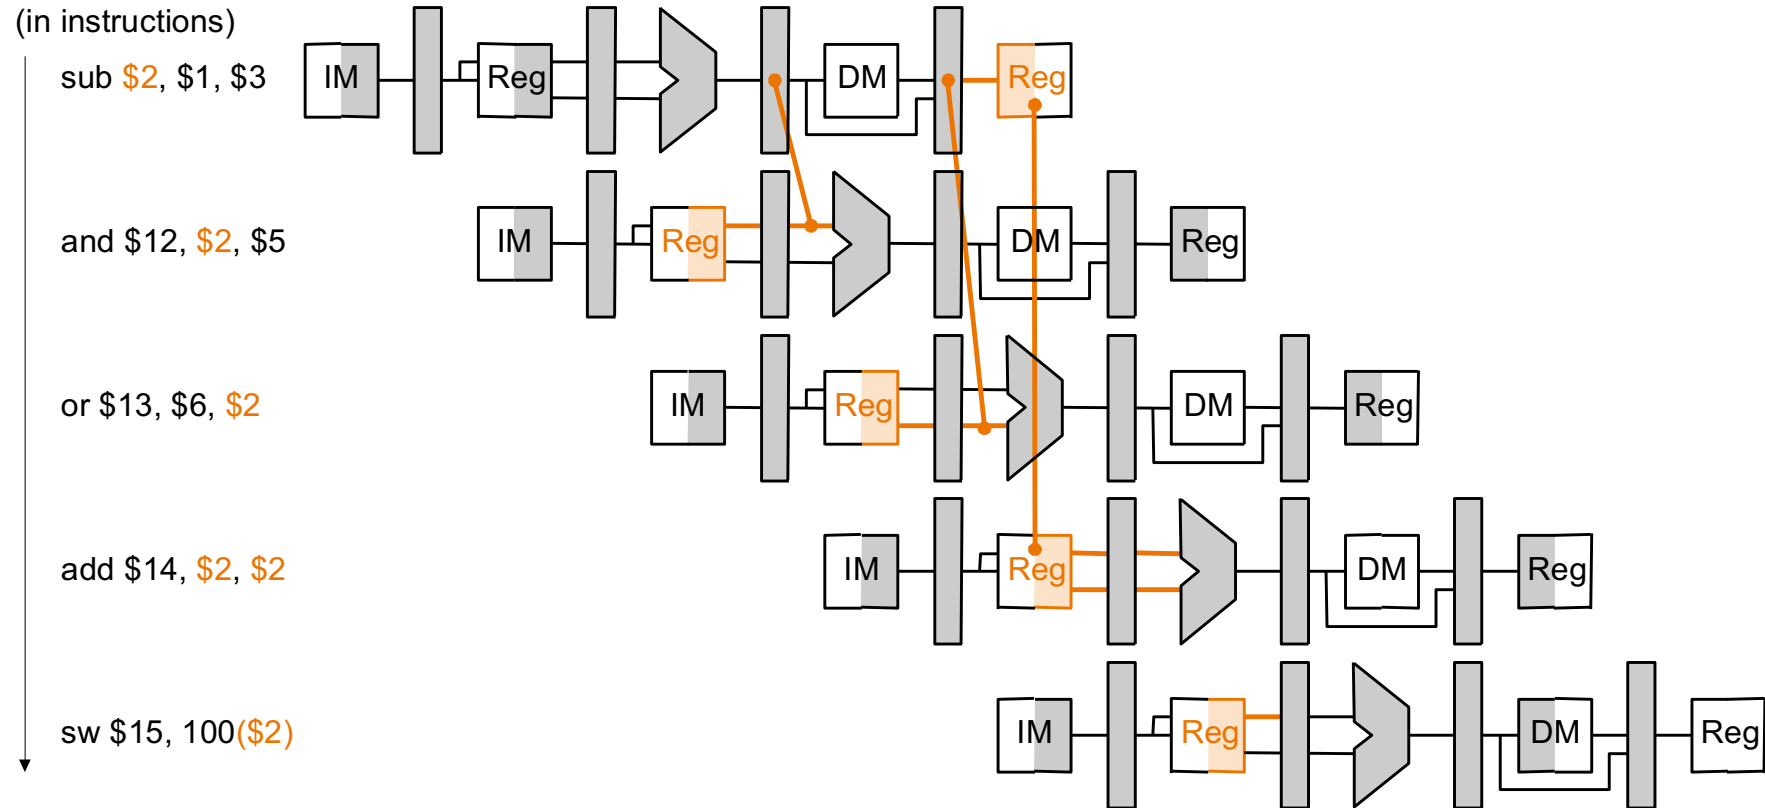 (in instructions)
sub $2, $1, $3 IM Reg DM Reg
and $12, $2, $5 IM Reg DM Reg
or $13, $6, $2 IM Reg DM Reg
add $14, $2, $2 IM Reg DM Reg
sw $15, 100($2) IM Reg DM Reg